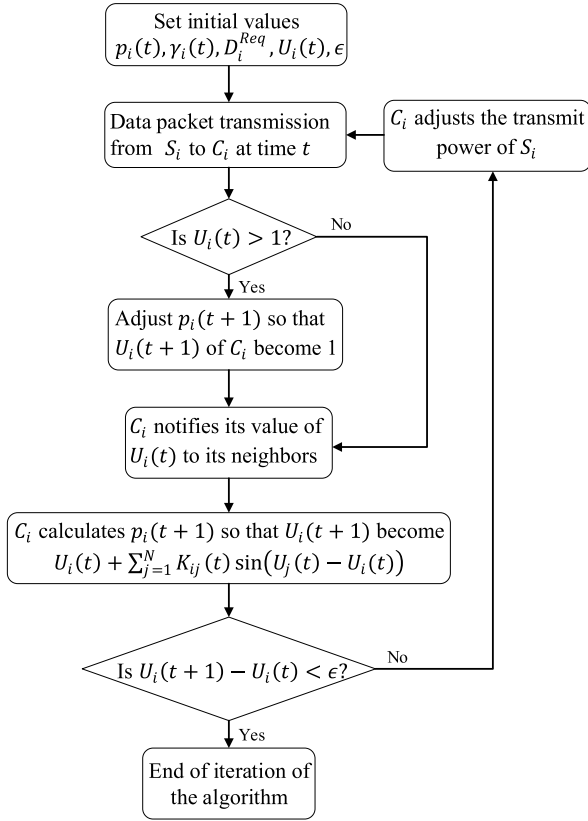 Set initial values
p_i(t), γ_i(t), D_i^{Req}, U_i(t), ϵ
Data packet transmission
from S_i to C_i at time t
C_i adjusts the transmit
power of S_i
Is U_i(t) > 1?
No
Yes
Adjust p_i(t + 1) so that
U_i(t + 1) of C_i become 1
C_i notifies its value of
U_i(t) to its neighbors
C_i calculates p_i(t + 1) so that U_i(t + 1) become
U_i(t) + ∑_{j=1}^{N} K_{ij}(t) sin(U_j(t) − U_i(t))
Is U_i(t + 1) − U_i(t) < ϵ?
No
Yes
End of iteration of
the algorithm